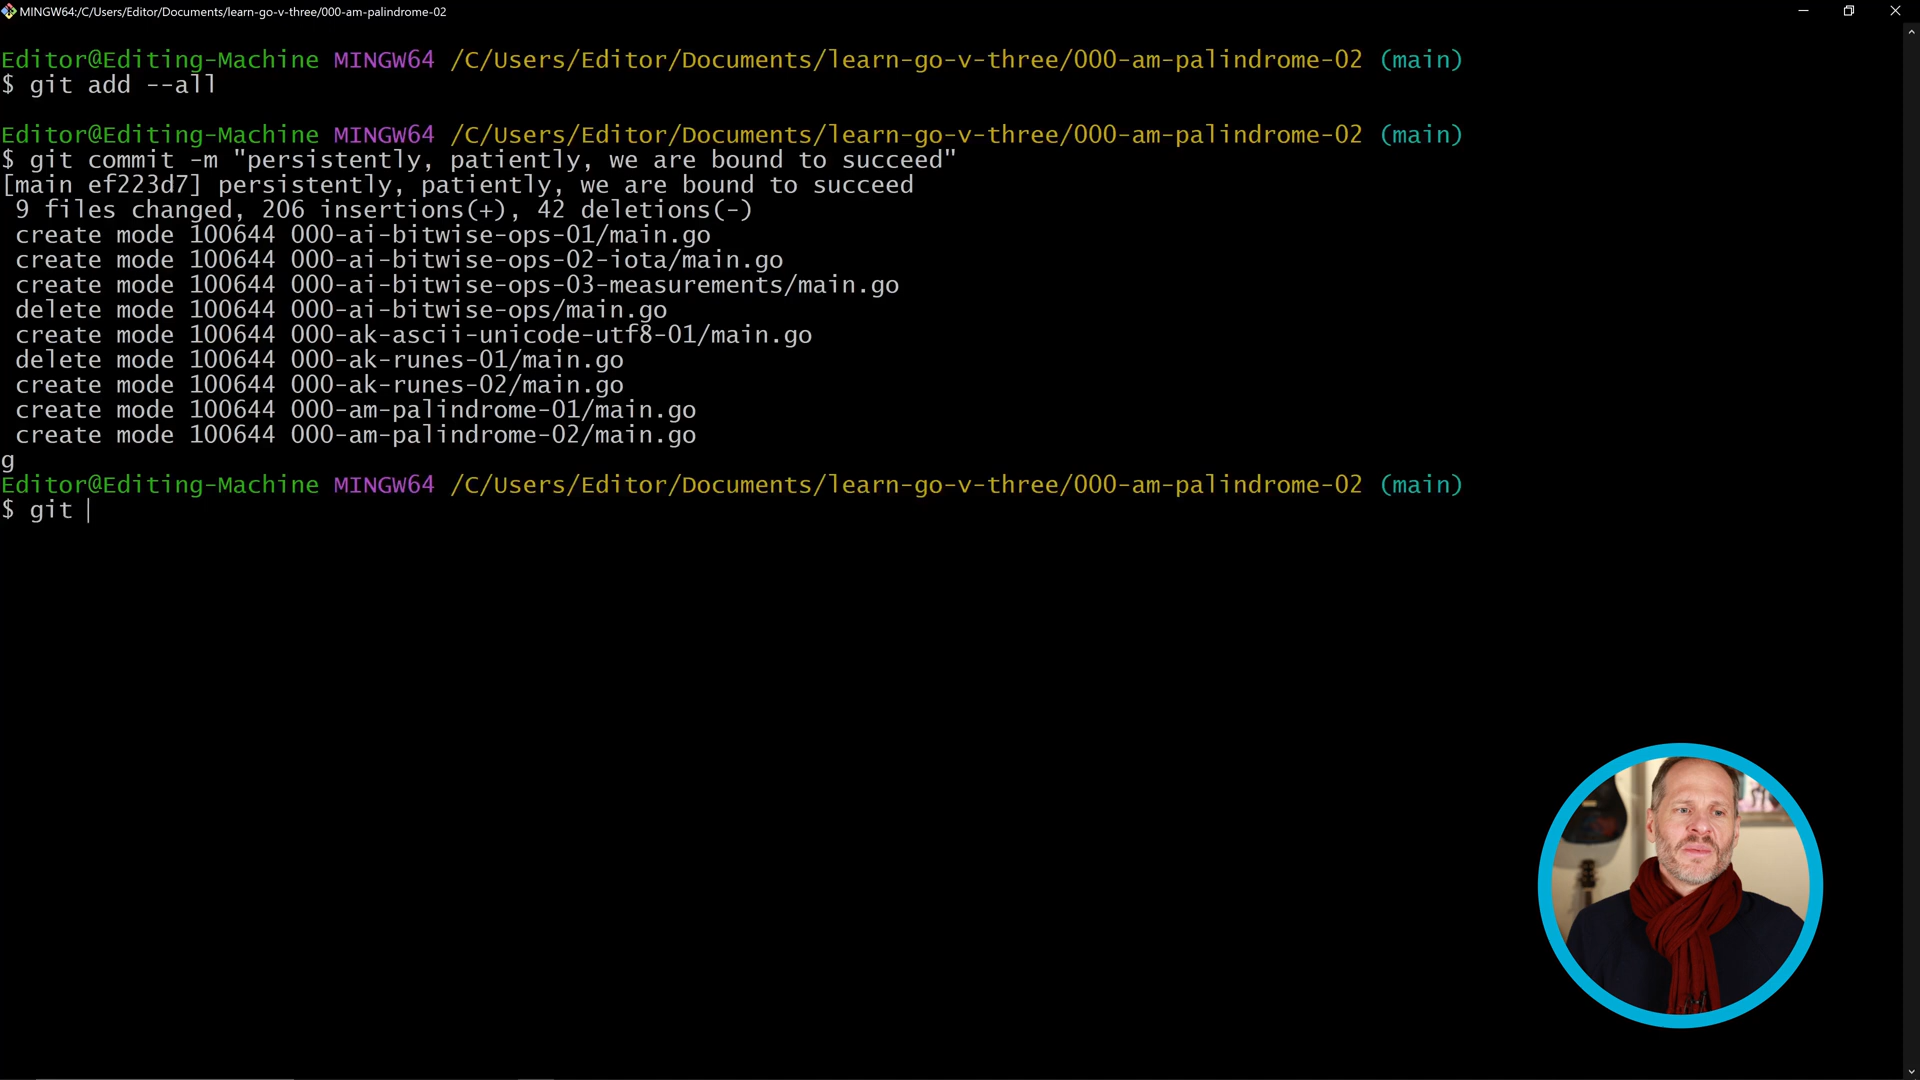 MINGW64:/C/Users/Editor/Documents/learn-go-v-three/000-am-palindrome-02
Editor@Editing-Machine MINGW64 /C/Users/Editor/Documents/learn-go-v-three/000-am-palindrome-02 (main)
$ git add --all
Editor@Editing-Machine MINGW64 /C/Users/Editor/Documents/learn-go-v-three/000-am-palindrome-02 (main)
$ git commit -m "persistently, patiently, we are bound to succeed"
[main ef223d7] persistently, patiently, we are bound to succeed
 9 files changed, 206 insertions(+), 42 deletions(-)
 create mode 100644 000-ai-bitwise-ops-01/main.go
 create mode 100644 000-ai-bitwise-ops-02-iota/main.go
 create mode 100644 000-ai-bitwise-ops-03-measurements/main.go
 delete mode 100644 000-ai-bitwise-ops/main.go
 create mode 100644 000-ak-ascii-unicode-utf8-01/main.go
 delete mode 100644 000-ak-runes-01/main.go
 create mode 100644 000-ak-runes-02/main.go
 create mode 100644 000-am-palindrome-01/main.go
 create mode 100644 000-am-palindrome-02/main.go
g
Editor@Editing-Machine MINGW64 /C/Users/Editor/Documents/learn-go-v-three/000-am-palindrome-02 (main)
$ git